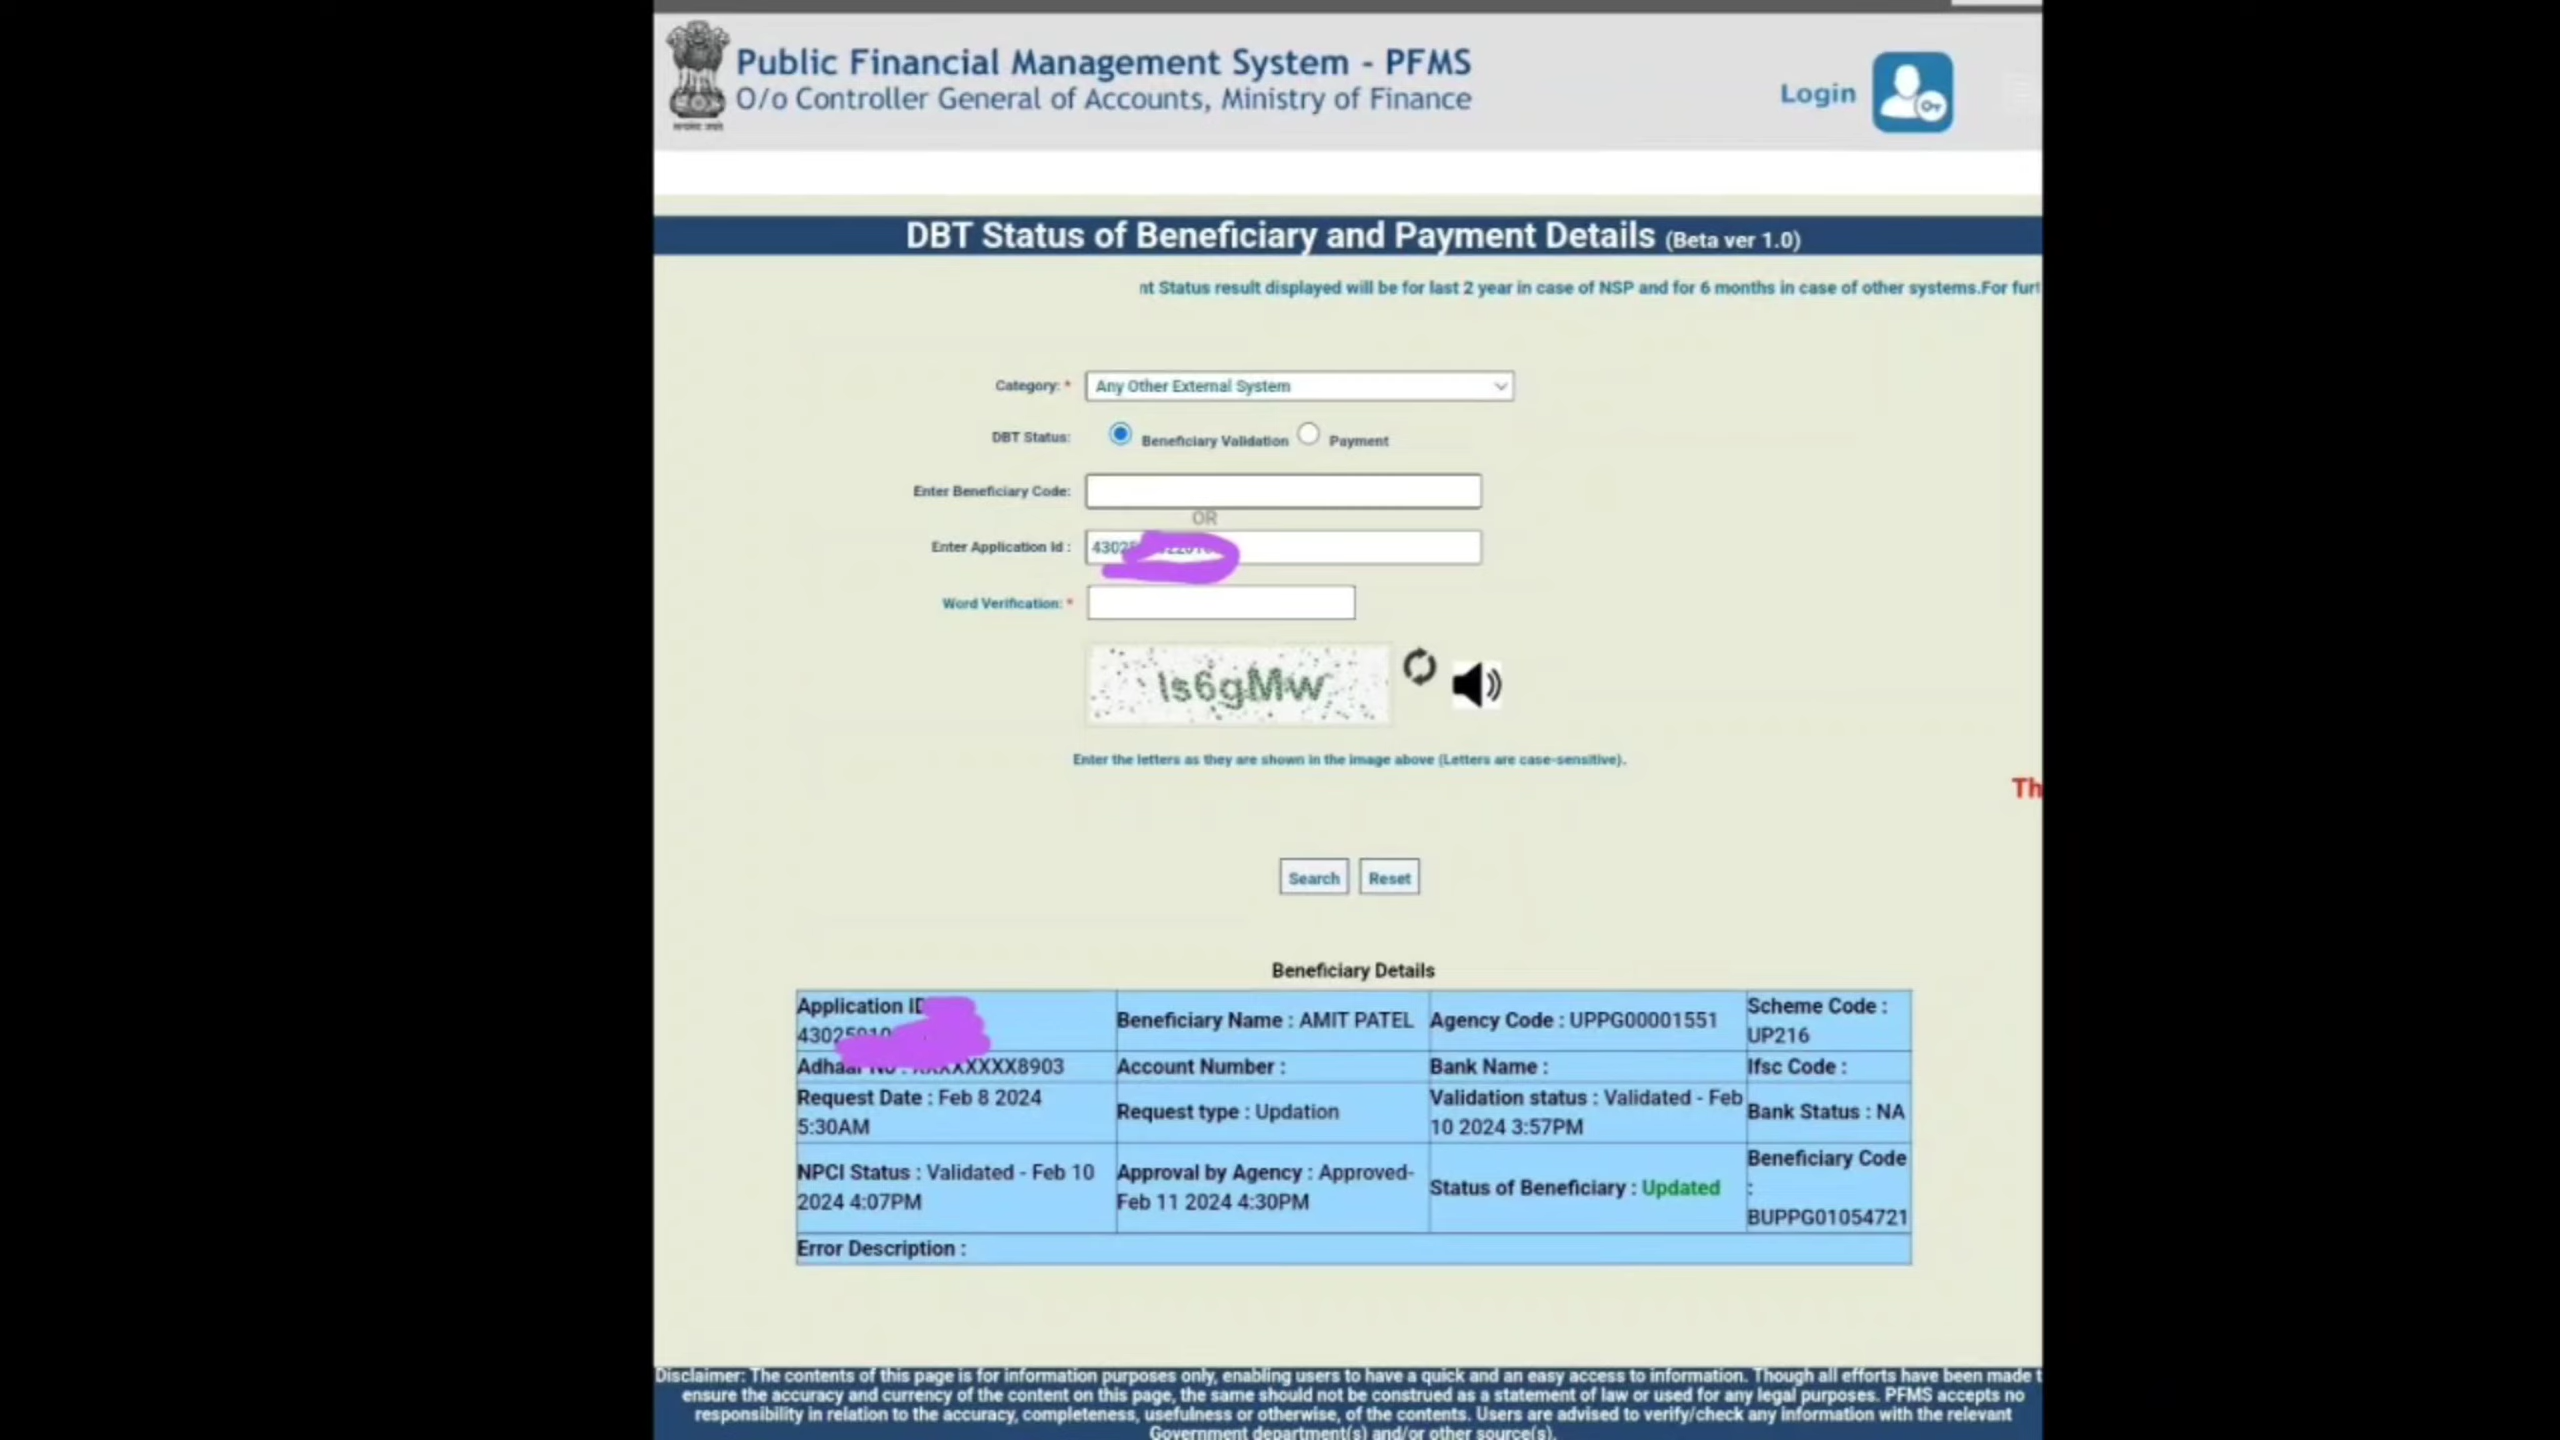 Public Financial Management System - PFMS
O/o Controller General of Accounts, Ministry of Finance
Login
DBT Status of Beneficiary and Payment Details (Beta ver 1.0)
nt Status result displayed will be for last 2 year in case of NSP and for 6 months in case of other systems.For furt
Category: * Any Other External System
DBT Status: Beneficiary Validation Payment
Enter Beneficiary Code:
OR
Enter Application Id :
Word Verification: *
Is6gMw
Enter the letters as they are shown in the image above (Letters are case-sensitive).
Th
Search Reset
Beneficiary Details
Application ID
Beneficiary Name : AMIT PATEL
Agency Code : UPPG00001551
Scheme Code :
UP216
Adhaar No : XXXXXXXX8903
Account Number :
Bank Name :
Ifsc Code :
Request Date : Feb 8 2024
5:30AM
Request type : Updation
Validation status : Validated - Feb
10 2024 3:57PM
Bank Status : NA
NPCI Status : Validated - Feb 10
2024 4:07PM
Approval by Agency : Approved-
Feb 11 2024 4:30PM
Status of Beneficiary : Updated
Beneficiary Code
:
BUPPG01054721
Error Description :
Disclaimer: The contents of this page is for information purposes only, enabling users to have a quick and an easy access to information. Though all efforts have been made t
ensure the accuracy and currency of the content on this page, the same should not be construed as a statement of law or used for any legal purposes. PFMS accepts no
responsibility in relation to the accuracy, completeness, usefulness or otherwise, of the contents. Users are advised to verify/check any information with the relevant
Government department(s) and/or other source(s).